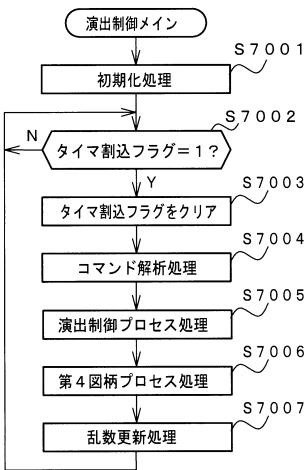 演出制御メイン
S7001
初期化処理
S7002
N
タイマ割込フラグ=1?
Y
S7003
タイマ割込フラグをクリア
S7004
コマンド解析処理
S7005
演出制御プロセス処理
S7006
第4図柄プロセス処理
S7007
乱数更新処理